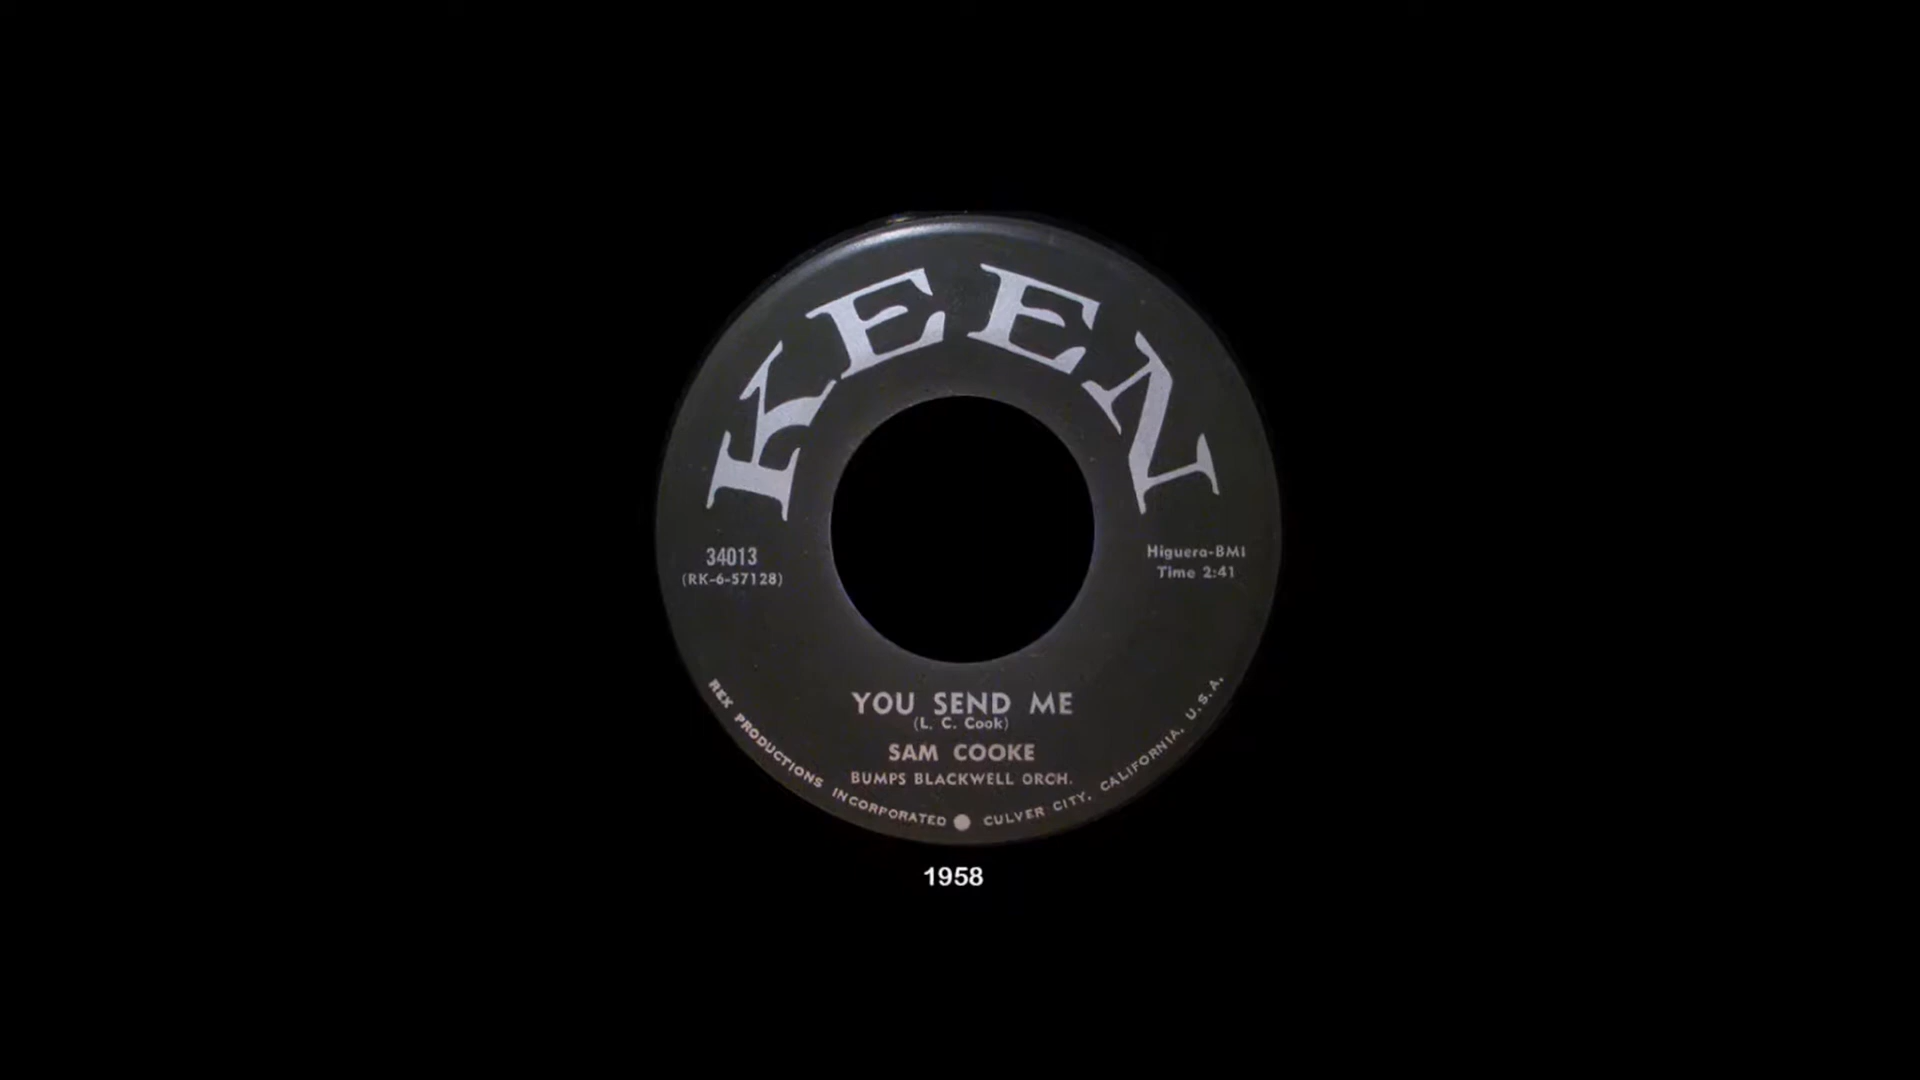 KEEN
34013
(RK-6-57128)
Higuera-BMI
Time 2:41
YOU SEND ME
(L. C. Cook)
SAM COOKE
BUMPS BLACKWELL ORCH.
REX PRODUCTIONS INCORPORATED ● CULVER CITY, CALIFORNIA, U.S.A.
1958